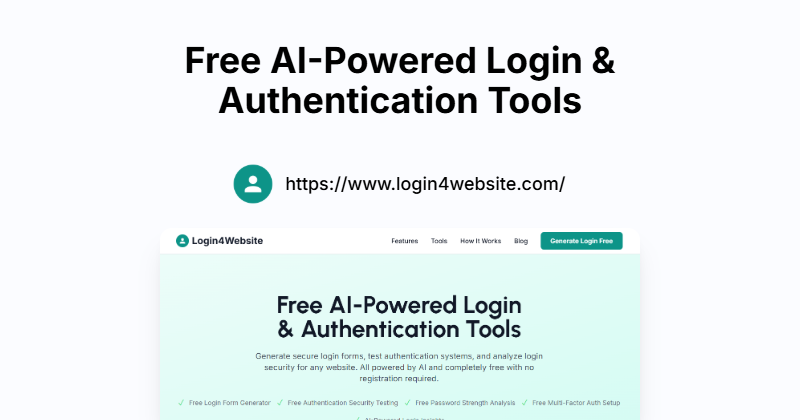 Free AI-Powered Login &
Authentication Tools
https://www.login4website.com/
Login4Website
Features
Tools
How It Works
Blog
Generate Login Free
Free AI-Powered Login
& Authentication Tools
Generate secure login forms, test authentication systems, and analyze login
security for any website. All powered by AI and completely free with no
registration required.
✓ Free Login Form Generator ✓ Free Authentication Security Testing ✓ Free Password Strength Analysis ✓ Free Multi-Factor Auth Setup